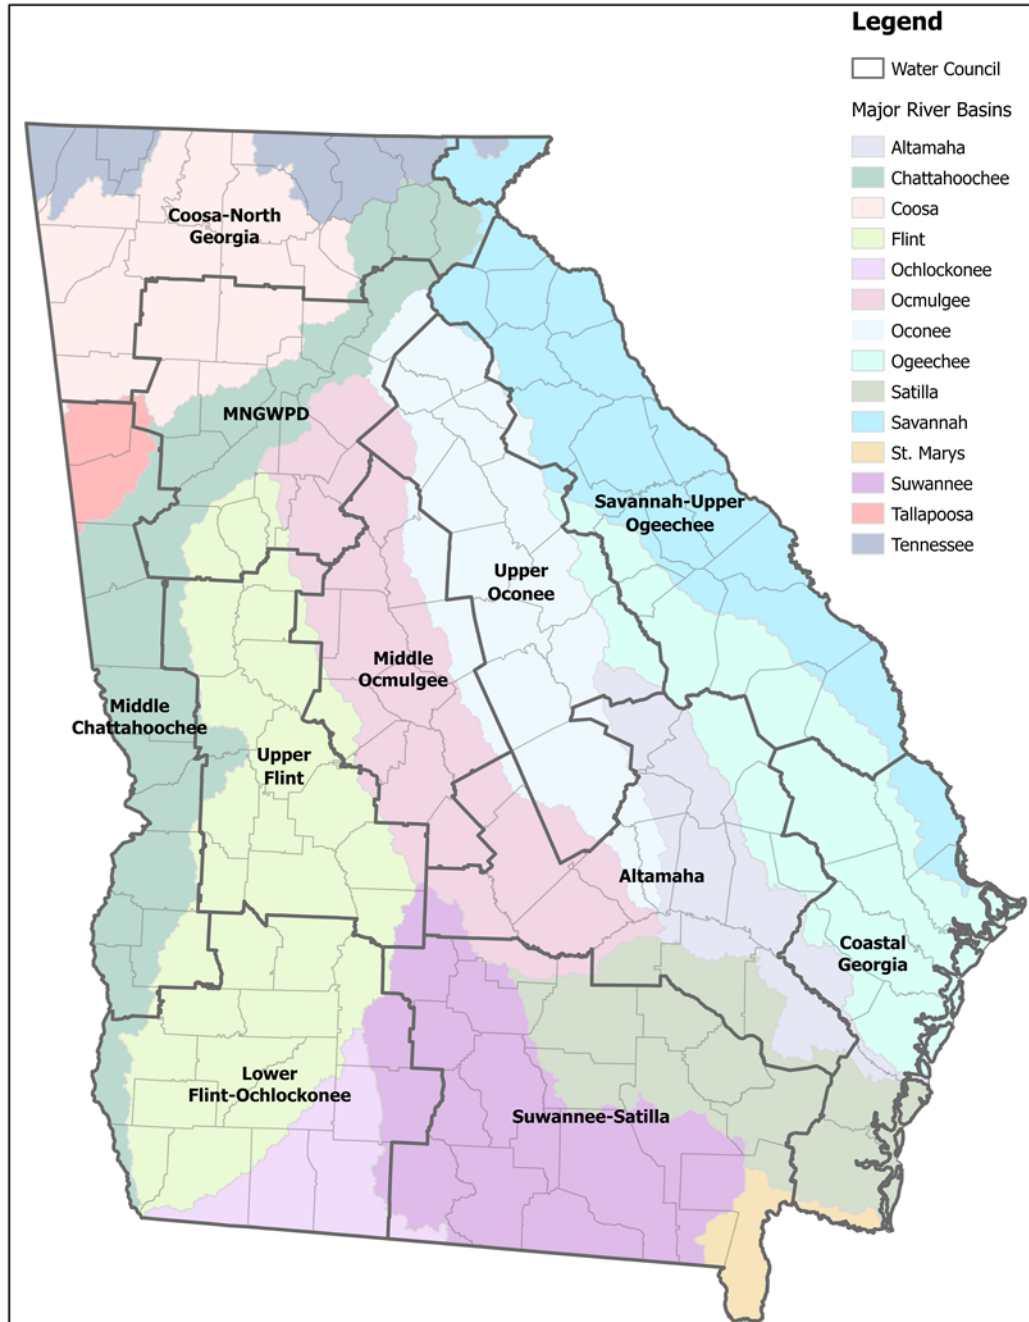 Legend
Water Council
Major River Basins
Altamaha
Chattahoochee
Coosa
Flint
Ochlockonee
Ocmulgee
Oconee
Ogeechee
Satilla
Savannah
St. Marys
Suwannee
Tallapoosa
Tennessee
Coosa-North
Georgia
MNGWPD
Savannah-Upper
Ogeechee
Upper
Oconee
Middle
Ocmulgee
Middle
Chattahoochee
Upper
Flint
Altamaha
Coastal
Georgia
Lower
Flint-Ochlockonee
Suwannee-Satilla